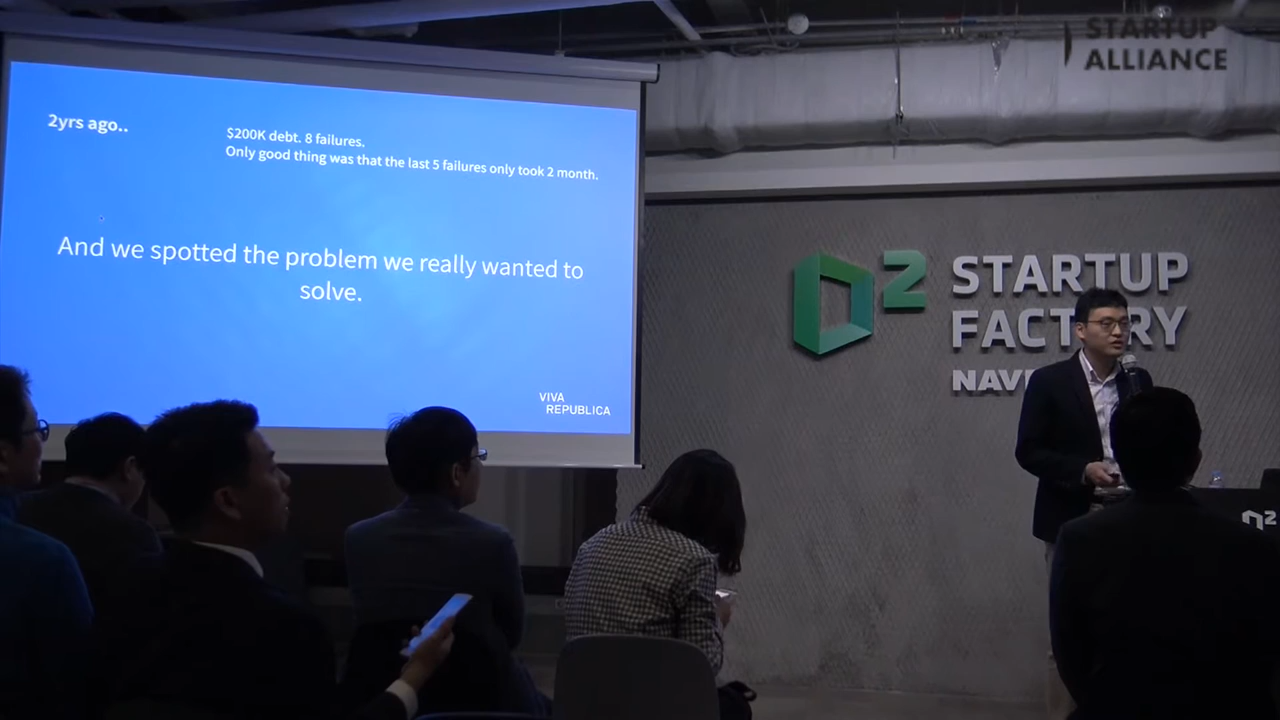 STARTUP
ALLIANCE
2yrs ago..
$200K debt. 8 failures.
Only good thing was that the last 5 failures only took 2 month.
And we spotted the problem we really wanted to
solve.
VIVA
REPUBLICA
D2 STARTUP
FACTORY
NAVE
D2